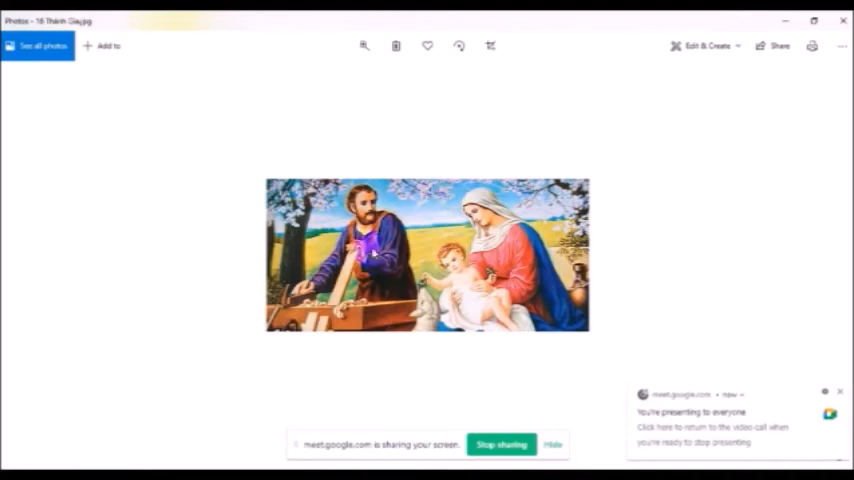 Photos - 16 Thánh Gia.jpg
See all photos
Add to
Edit & Create
Share
meet.google.com • now
You're presenting to everyone
Click here to return to the video call when
you're ready to stop presenting
meet.google.com is sharing your screen.
Stop sharing
Hide